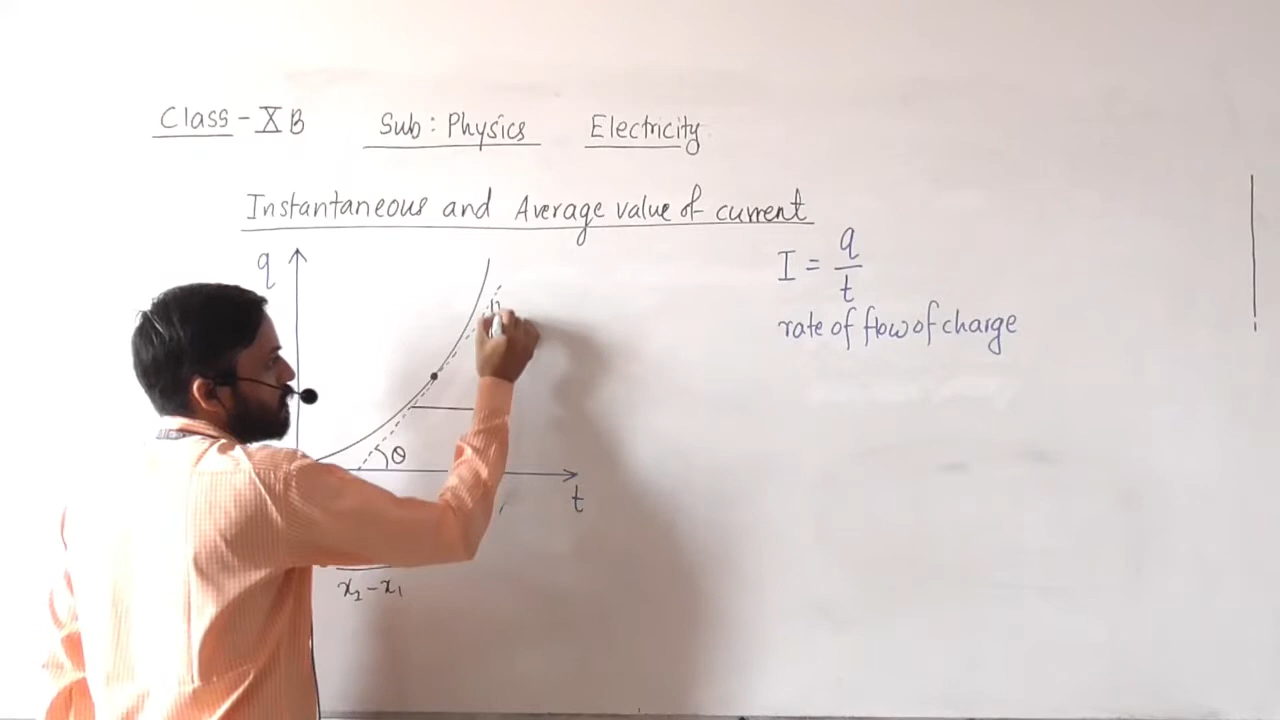 Class - X B Sub : Physics Electricity
Instantaneous and Average value of current
q
I = q
t
rate of flow of charge
θ
t
x₂ - x₁